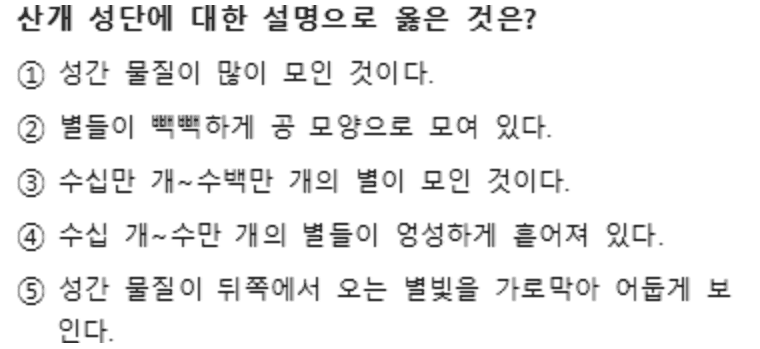 산개 성단에 대한 설명으로 옳은 것은?
① 성간 물질이 많이 모인 것이다.
② 별들이 빽빽하게 공 모양으로 모여 있다.
③ 수십만 개~수백만 개의 별이 모인 것이다.
④ 수십 개~수만 개의 별들이 엉성하게 흩어져 있다.
⑤ 성간 물질이 뒤쪽에서 오는 별빛을 가로막아 어둡게 보
인다.